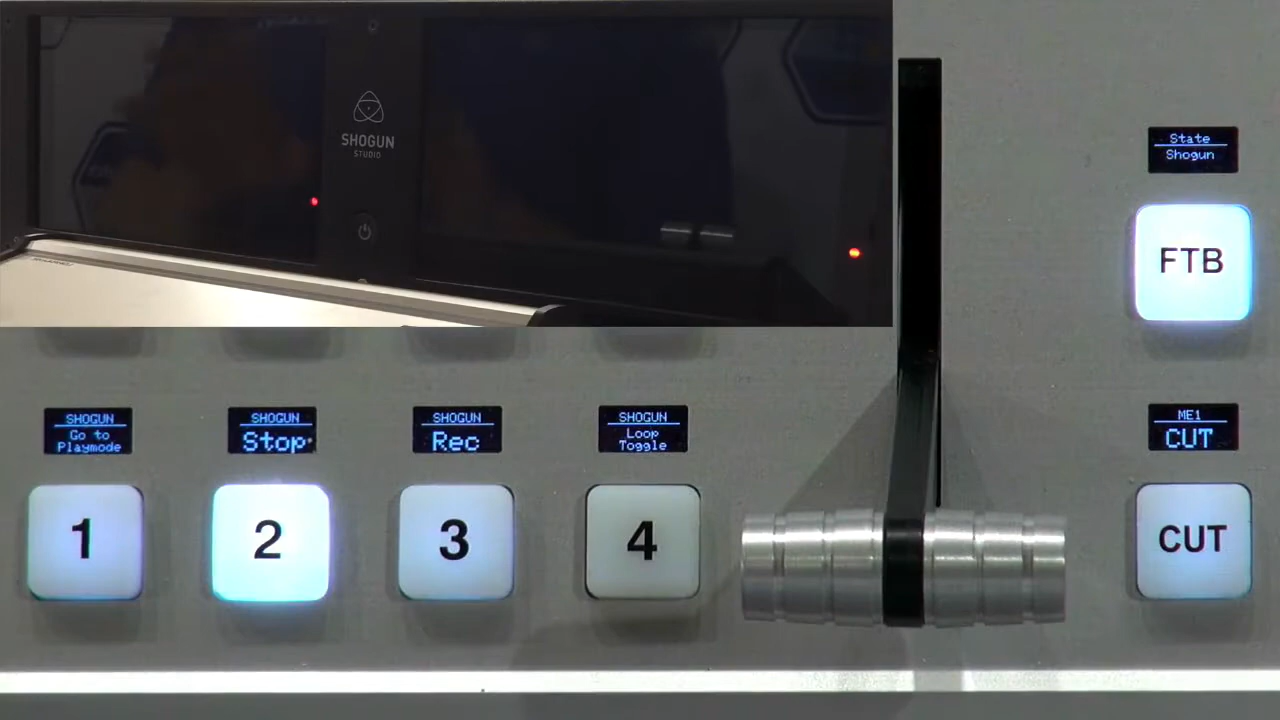 SHOGUN
STUDIO
State
Shogun
FTB
SHOGUN
Go to
Playmode
SHOGUN
Stop
SHOGUN
Rec
SHOGUN
Loop
Toggle
ME1
CUT
1
2
3
4
CUT